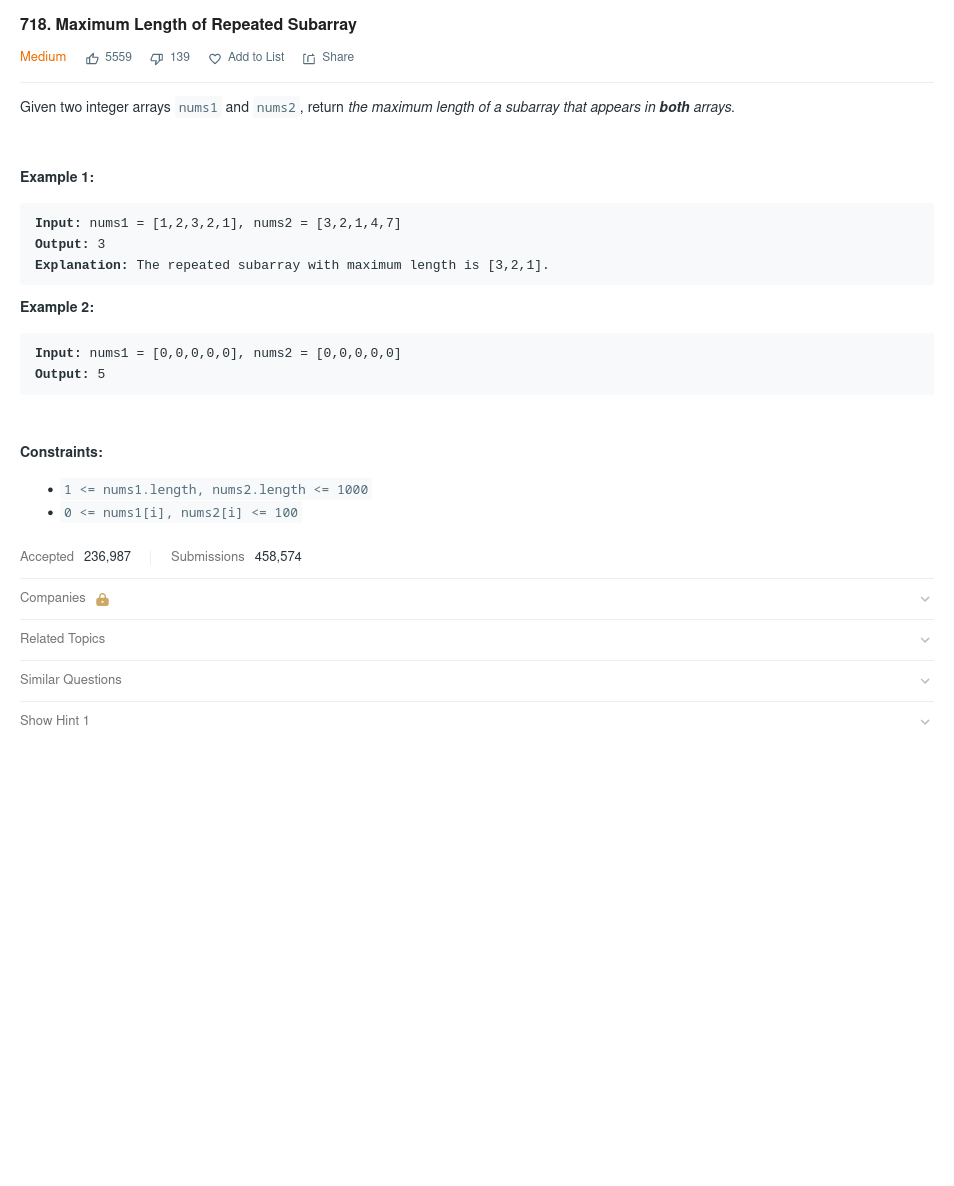 718. Maximum Length of Repeated Subarray
Medium 5559 139 Add to List Share
Given two integer arrays nums1 and nums2, return the maximum length of a subarray that appears in both arrays.
Example 1:
Input: nums1 = [1,2,3,2,1], nums2 = [3,2,1,4,7]
Output: 3
Explanation: The repeated subarray with maximum length is [3,2,1].
Example 2:
Input: nums1 = [0,0,0,0,0], nums2 = [0,0,0,0,0]
Output: 5
Constraints:
• 1 <= nums1.length, nums2.length <= 1000
• 0 <= nums1[i], nums2[i] <= 100
Accepted 236,987 Submissions 458,574
Companies
Related Topics
Similar Questions
Show Hint 1